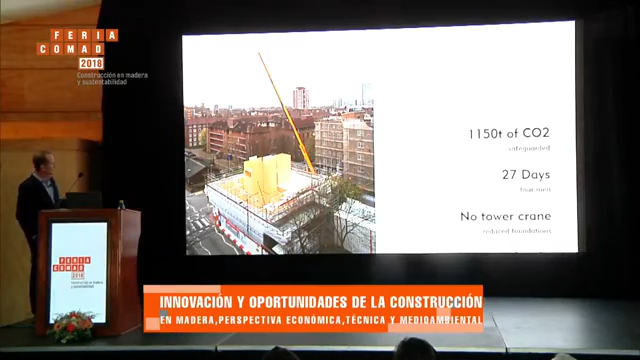 FERIA
COMAD
2018
Construcción en madera
y sustentabilidad
1150t of CO2
safeguarded
27 Days
four men
No tower crane
reduced foundations
FERIA
COMAD
2018
INNOVACIÓN Y OPORTUNIDADES DE LA CONSTRUCCIÓN
EN MADERA,PERSPECTIVA ECONÓMICA,TÉCNICA Y MEDIOAMBIENTAL